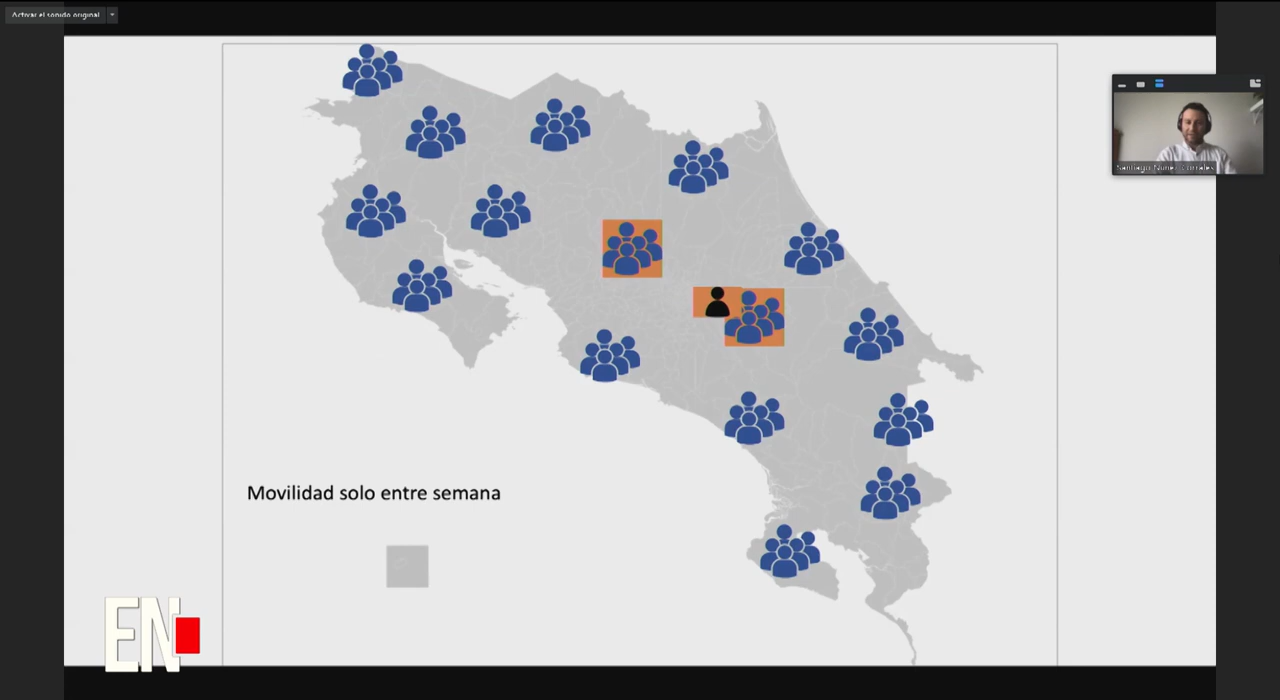 Activar el sonido original
Movilidad solo entre semana
EN